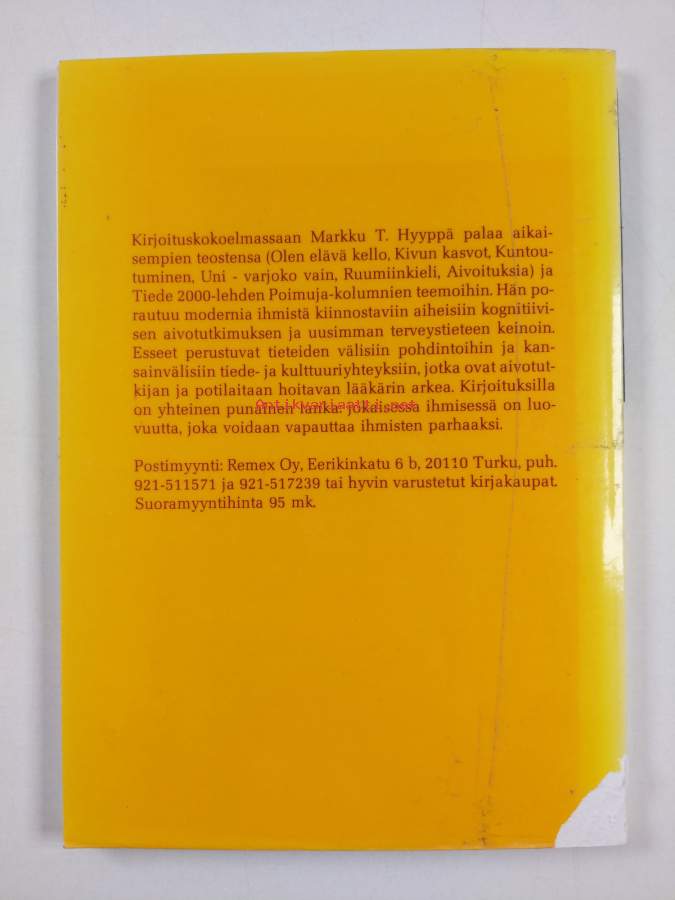 Kirjoituskokoelmassaan Markku T. Hyyppä palaa aikai-
sempien teostensa (Olen elävä kello, Kivun kasvot, Kuntou-
tuminen, Uni - varjoko vain, Ruumiinkieli, Aivoituksia) ja
Tiede 2000-lehden Poimuja-kolumnien teemoihin. Hän po-
rautuu modernia ihmistä kiinnostaviin aiheisiin kognitiivi-
sen aivotutkimuksen ja uusimman terveystieteen keinoin.
Esseet perustuvat tieteiden välisiin pohdintoihin ja kan-
sainvälisiin tiede- ja kulttuuriyhteyksiin, jotka ovat aivotut-
kijan ja potilaitaan hoitavan lääkärin arkea. Kirjoituksilla
on yhteinen punainen lanka: jokaisessa ihmisessä on luo-
vuutta, joka voidaan vapauttaa ihmisten parhaaksi.
Antikvariaatti.net
Postimyynti: Remex Oy, Eerikinkatu 6 b, 20110 Turku, puh.
921-511571 ja 921-517239 tai hyvin varustetut kirjakaupat.
Suoramyyntihinta 95 mk.